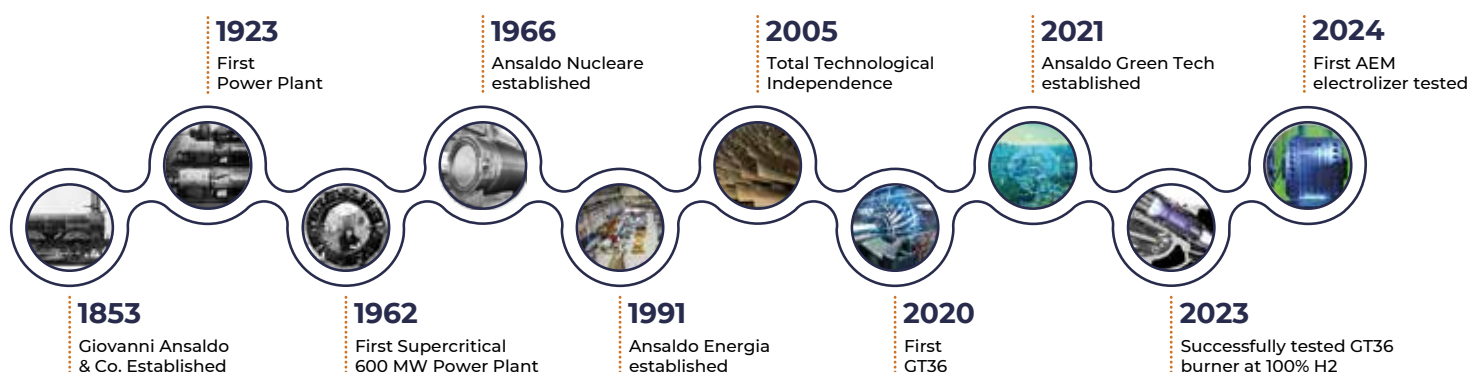 1923
First
Power Plant
1966
Ansaldo Nucleare
established
2005
Total Technological
Independence
2021
Ansaldo Green Tech
established
2024
First AEM
electrolizer tested
1853
Giovanni Ansaldo
& Co. Established
1962
First Supercritical
600 MW Power Plant
1991
Ansaldo Energia
established
2020
First
GT36
2023
Successfully tested GT36
burner at 100% H2